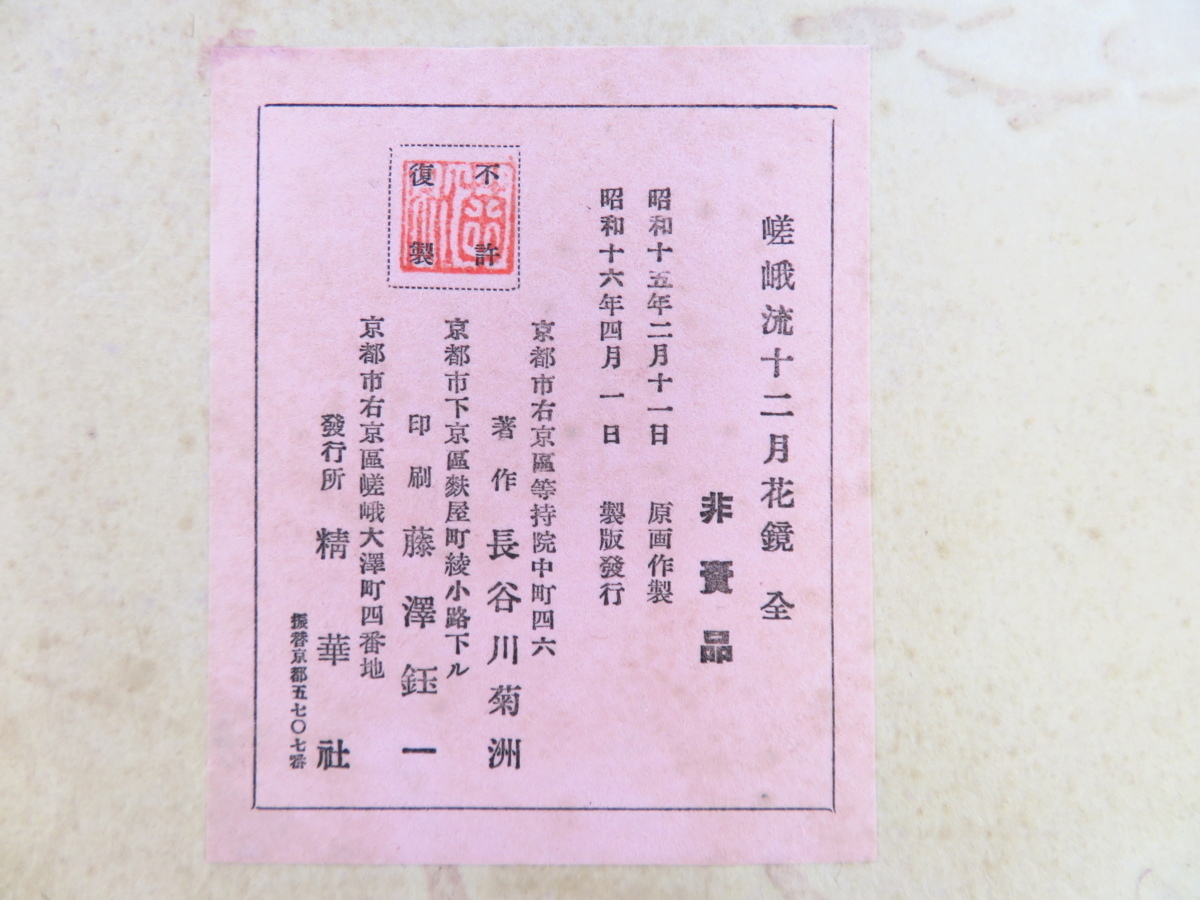 嵯峨流十二月花鏡 全
非賣品
昭和十五年二月十一日 原画作製
昭和十六年四月一日 製版發行
不許
復製
京都市右京區等持院中町四六
著作 長谷川菊洲
京都市下京區麩屋町綾小路下ル
印刷 藤澤鈺一
京都市右京區嵯峨大澤町四番地
發行所 精華社
振替京都五七〇七番